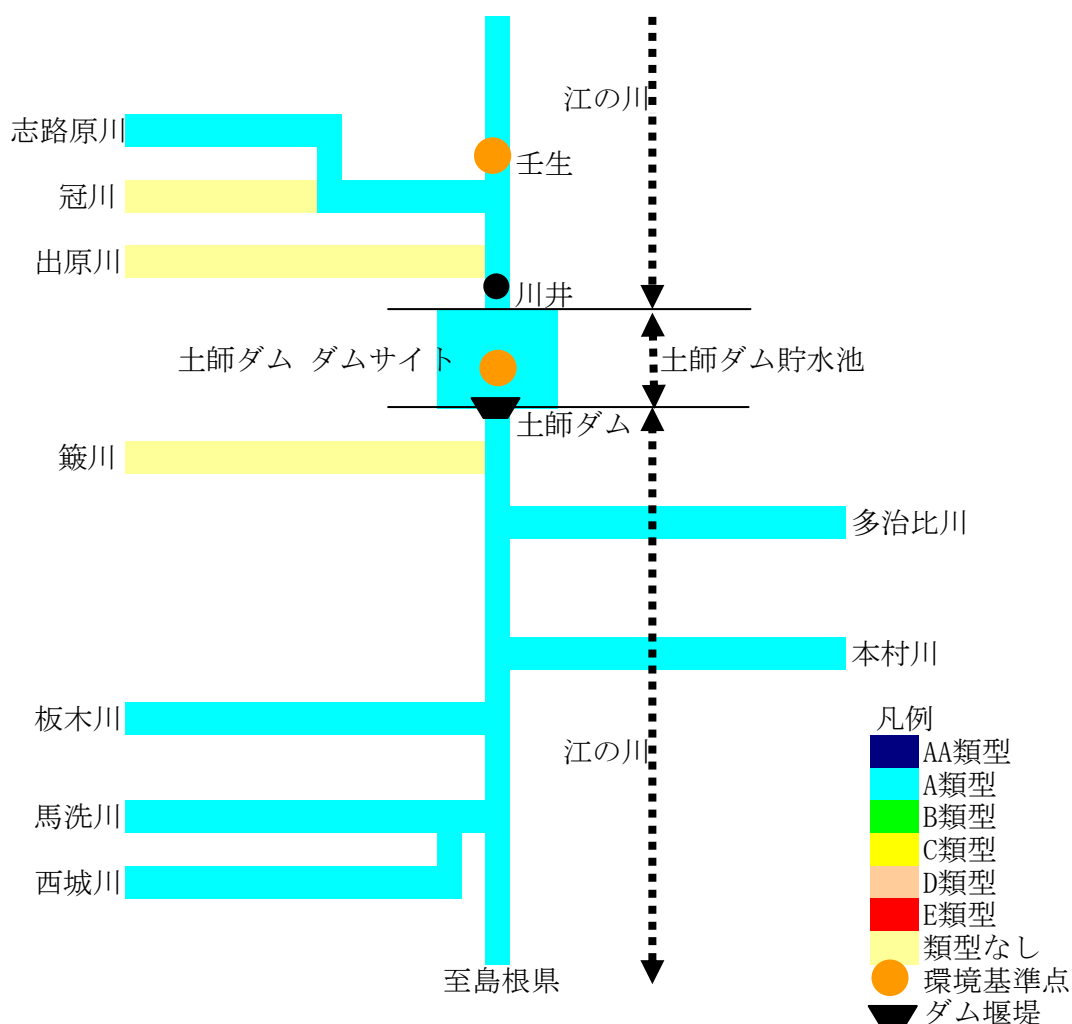 江の川
志路原川
壬生
冠川
出原川
川井
土師ダム ダムサイト
土師ダム貯水池
土師ダム
簸川
多治比川
本村川
板木川
江の川
馬洗川
西城川
至島根県
凡例
AA類型
A類型
B類型
C類型
D類型
E類型
類型なし
環境基準点
ダム堰堤